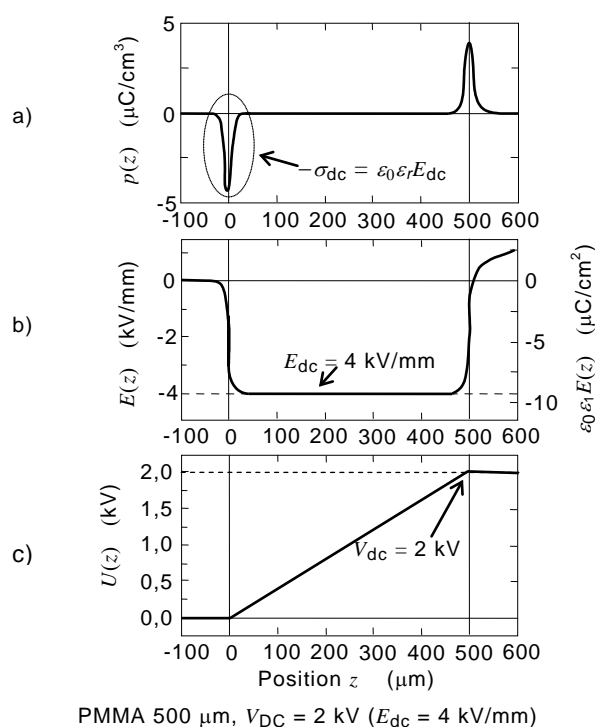 a)
p(z) (μC/cm³)
5
0
-5
−σdc = ε0εrEdc
-100 0 100 200 300 400 500 600
b)
E(z) (kV/mm)
0
-2
-4
Edc = 4 kV/mm
0
-5
-10
ε0ε1E(z) (μC/cm²)
-100 0 100 200 300 400 500 600
c)
U(z) (kV)
2,0
1,5
1,0
0,5
0,0
Vdc = 2 kV
-100 0 100 200 300 400 500 600
Position z (μm)
PMMA 500 μm, VDC = 2 kV (Edc = 4 kV/mm)